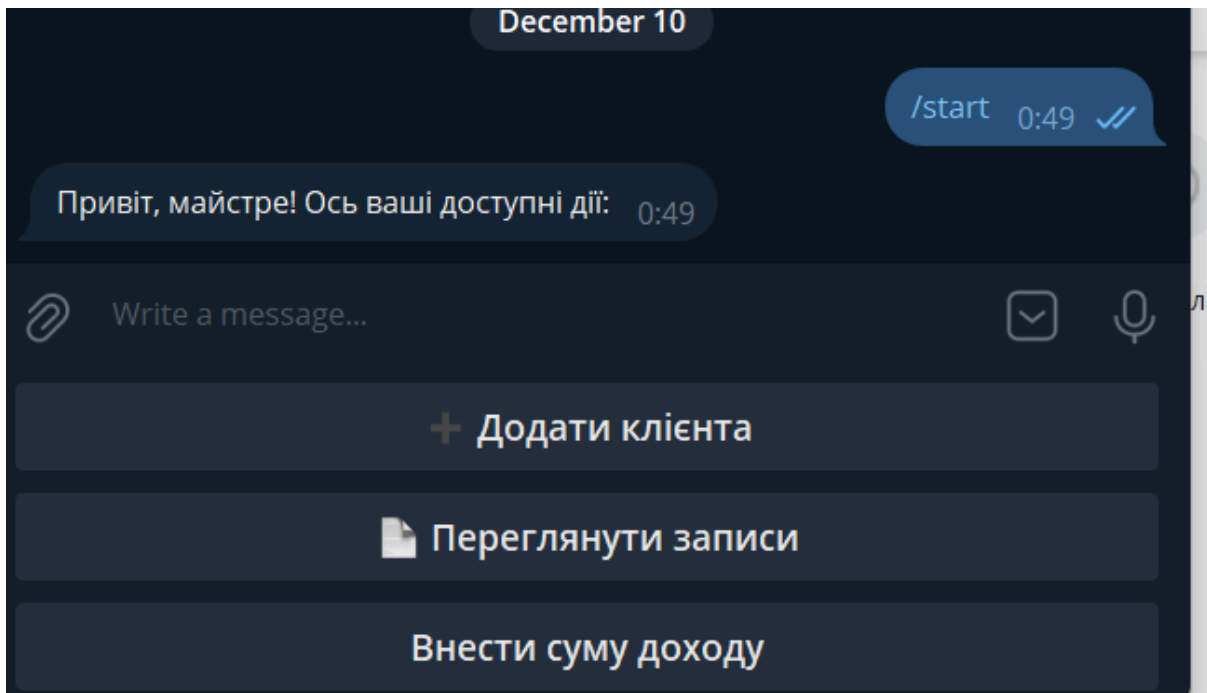 December 10
/start 0:49
Привіт, майстре! Ось ваші доступні дії: 0:49
Write a message...
Додати клієнта
Переглянути записи
Внести суму доходу